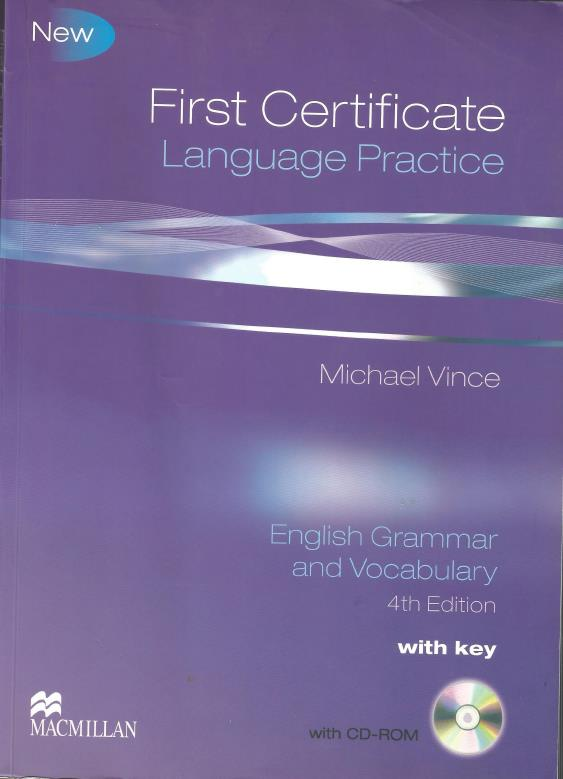 New
First Certificate
Language Practice
Michael Vince
English Grammar
and Vocabulary
4th Edition
with key
with CD-ROM
MACMILLAN